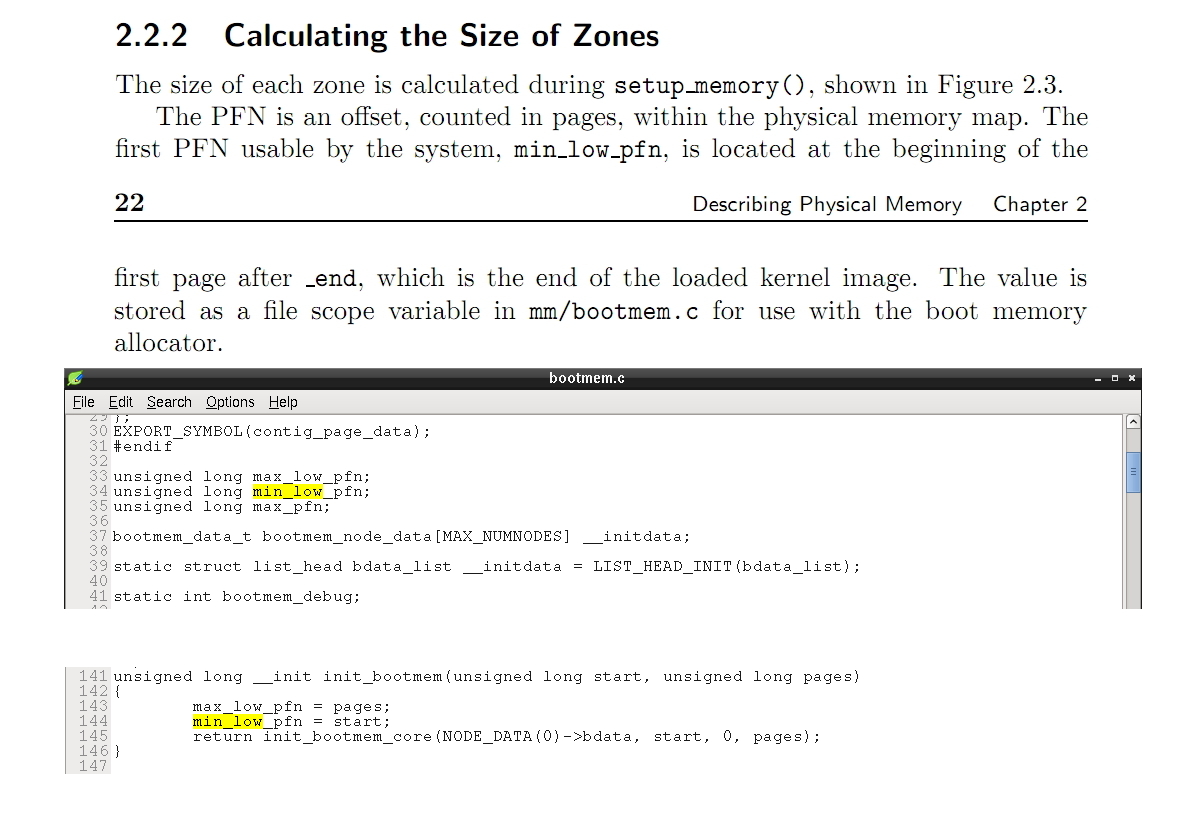 2.2.2 Calculating the Size of Zones
The size of each zone is calculated during setup_memory(), shown in Figure 2.3.
The PFN is an offset, counted in pages, within the physical memory map. The
first PFN usable by the system, min_low_pfn, is located at the beginning of the
22 Describing Physical Memory Chapter 2
first page after _end, which is the end of the loaded kernel image. The value is
stored as a file scope variable in mm/bootmem.c for use with the boot memory
allocator.
bootmem.c
File Edit Search Options Help
29 };
30 EXPORT_SYMBOL(contig_page_data);
31 #endif
32
33 unsigned long max_low_pfn;
34 unsigned long min_low_pfn;
35 unsigned long max_pfn;
36
37 bootmem_data_t bootmem_node_data[MAX_NUMNODES] __initdata;
38
39 static struct list_head bdata_list __initdata = LIST_HEAD_INIT(bdata_list);
40
41 static int bootmem_debug;
141 unsigned long __init init_bootmem(unsigned long start, unsigned long pages)
142 {
143 max_low_pfn = pages;
144 min_low_pfn = start;
145 return init_bootmem_core(NODE_DATA(0)->bdata, start, 0, pages);
146 }
147